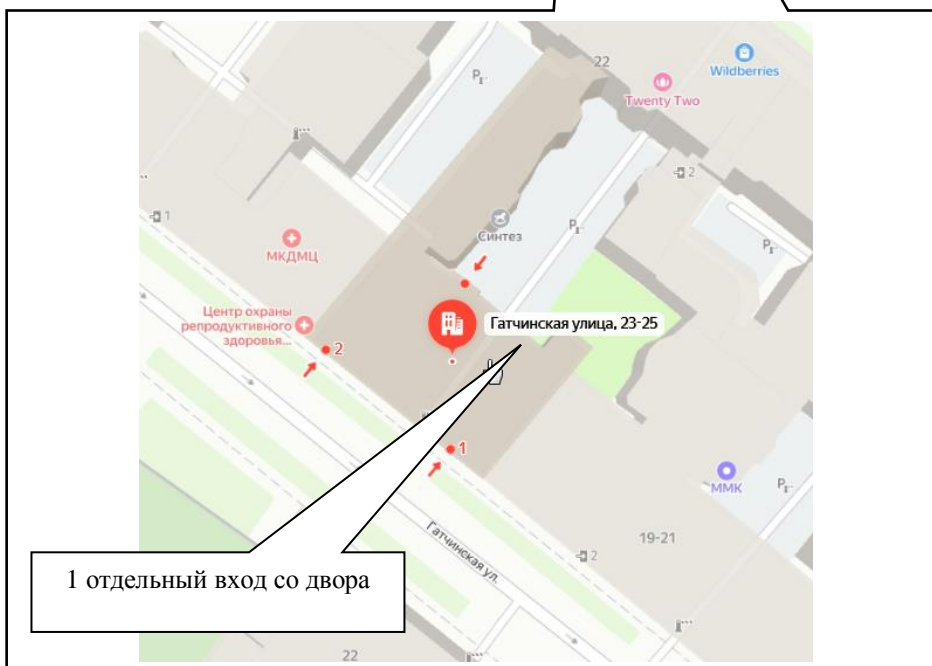 22
Wildberries
Twenty Two
P
2
1
Синтез
P
P
МКДМЦ
Центр охраны
репродуктивного
здоровья...
2
Гатчинская улица, 23-25
1
ММК
P
Гатчинская ул.
2
19-21
1 отдельный вход со двора
22